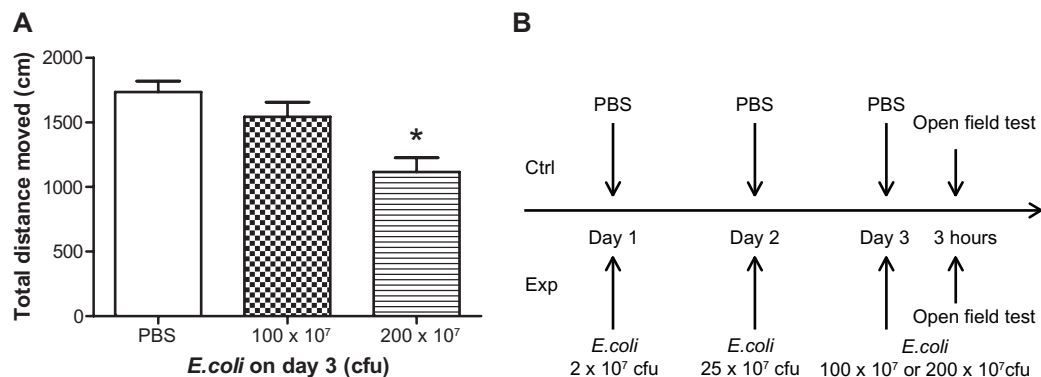 A
Total distance moved (cm)
2000
1500
1000
500
0
*
PBS
100 x 10⁷
200 x 10⁷
E.coli on day 3 (cfu)
B
PBS
PBS
PBS
Open field test
Ctrl
Day 1
Day 2
Day 3
3 hours
Exp
Open field test
E.coli
2 x 10⁷ cfu
E.coli
25 x 10⁷ cfu
E.coli
100 x 10⁷ or 200 x 10⁷cfu